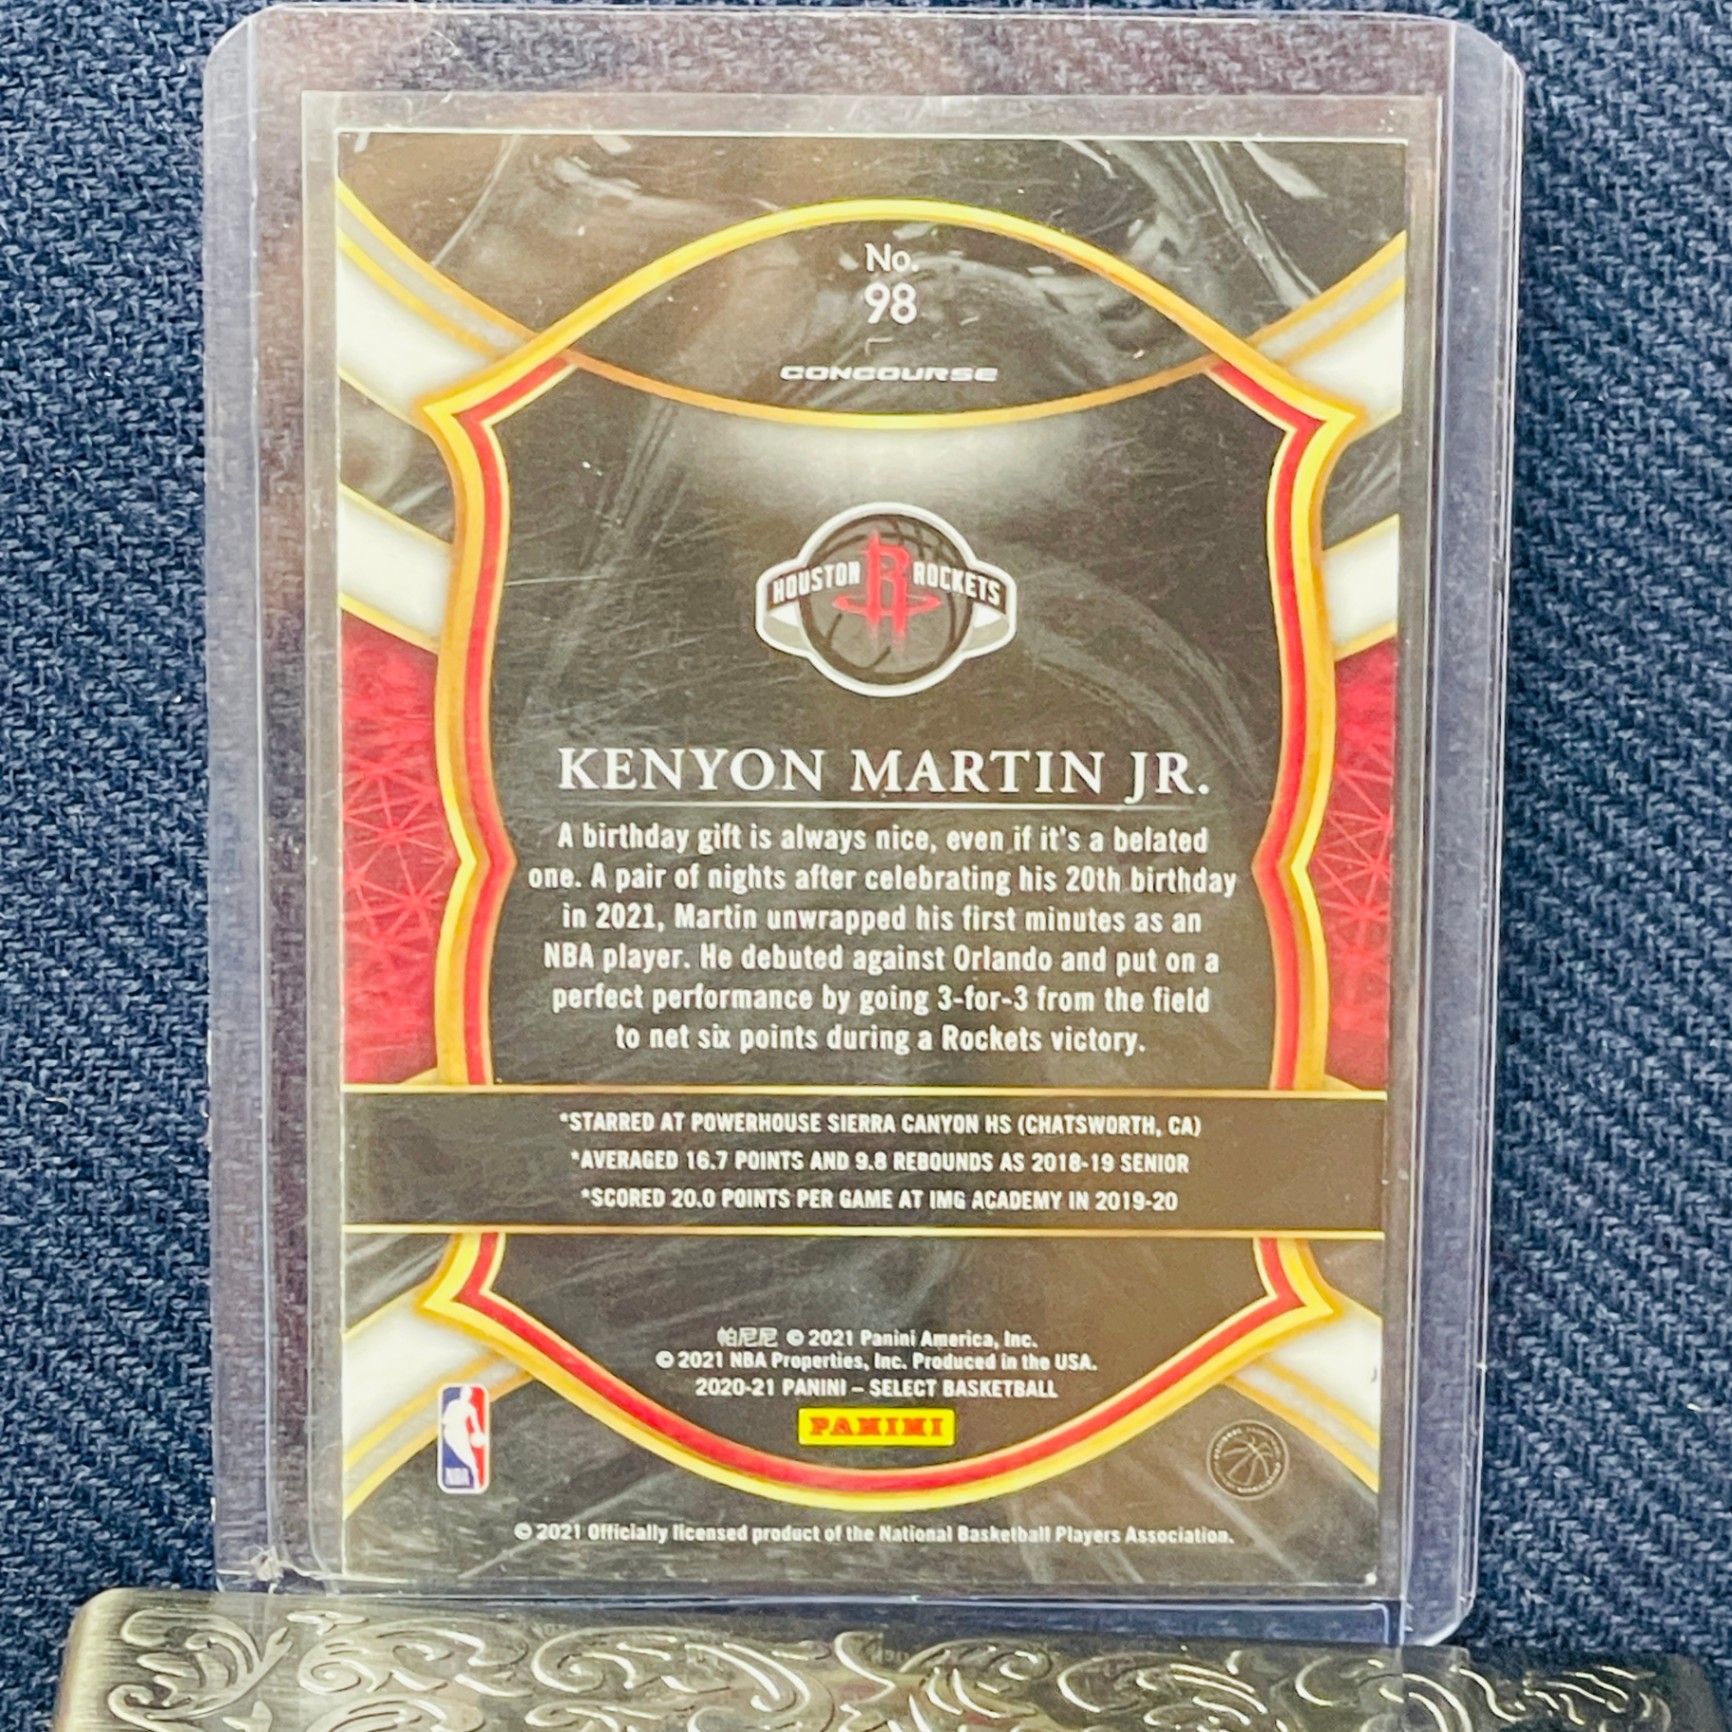 No.
98
CONCOURSE
HOUSTON R ROCKETS
KENYON MARTIN JR.
A birthday gift is always nice, even if it's a belated
one. A pair of nights after celebrating his 20th birthday
in 2021, Martin unwrapped his first minutes as an
NBA player. He debuted against Orlando and put on a
perfect performance by going 3-for-3 from the field
to net six points during a Rockets victory.
*STARRED AT POWERHOUSE SIERRA CANYON HS (CHATSWORTH, CA)
*AVERAGED 16.7 POINTS AND 9.8 REBOUNDS AS 2018-19 SENIOR
*SCORED 20.0 POINTS PER GAME AT IMG ACADEMY IN 2019-20
帕尼尼 © 2021 Panini America, Inc.
© 2021 NBA Properties, Inc. Produced in the USA.
2020-21 PANINI – SELECT BASKETBALL
PANINI
NBA
© 2021 Officially licensed product of the National Basketball Players Association.